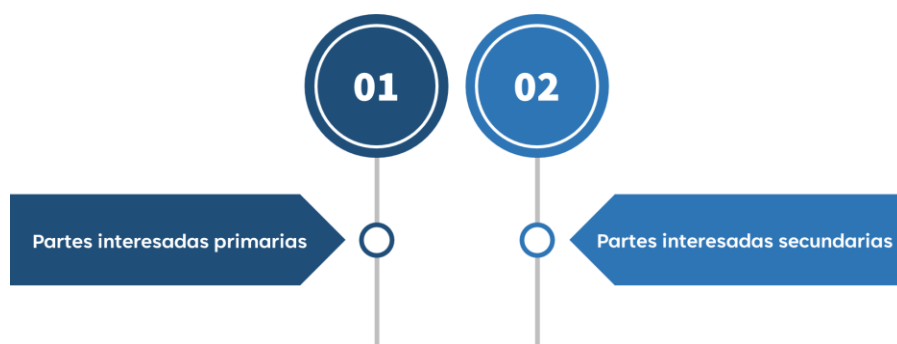 01
02
Partes interesadas primarias
Partes interesadas secundarias